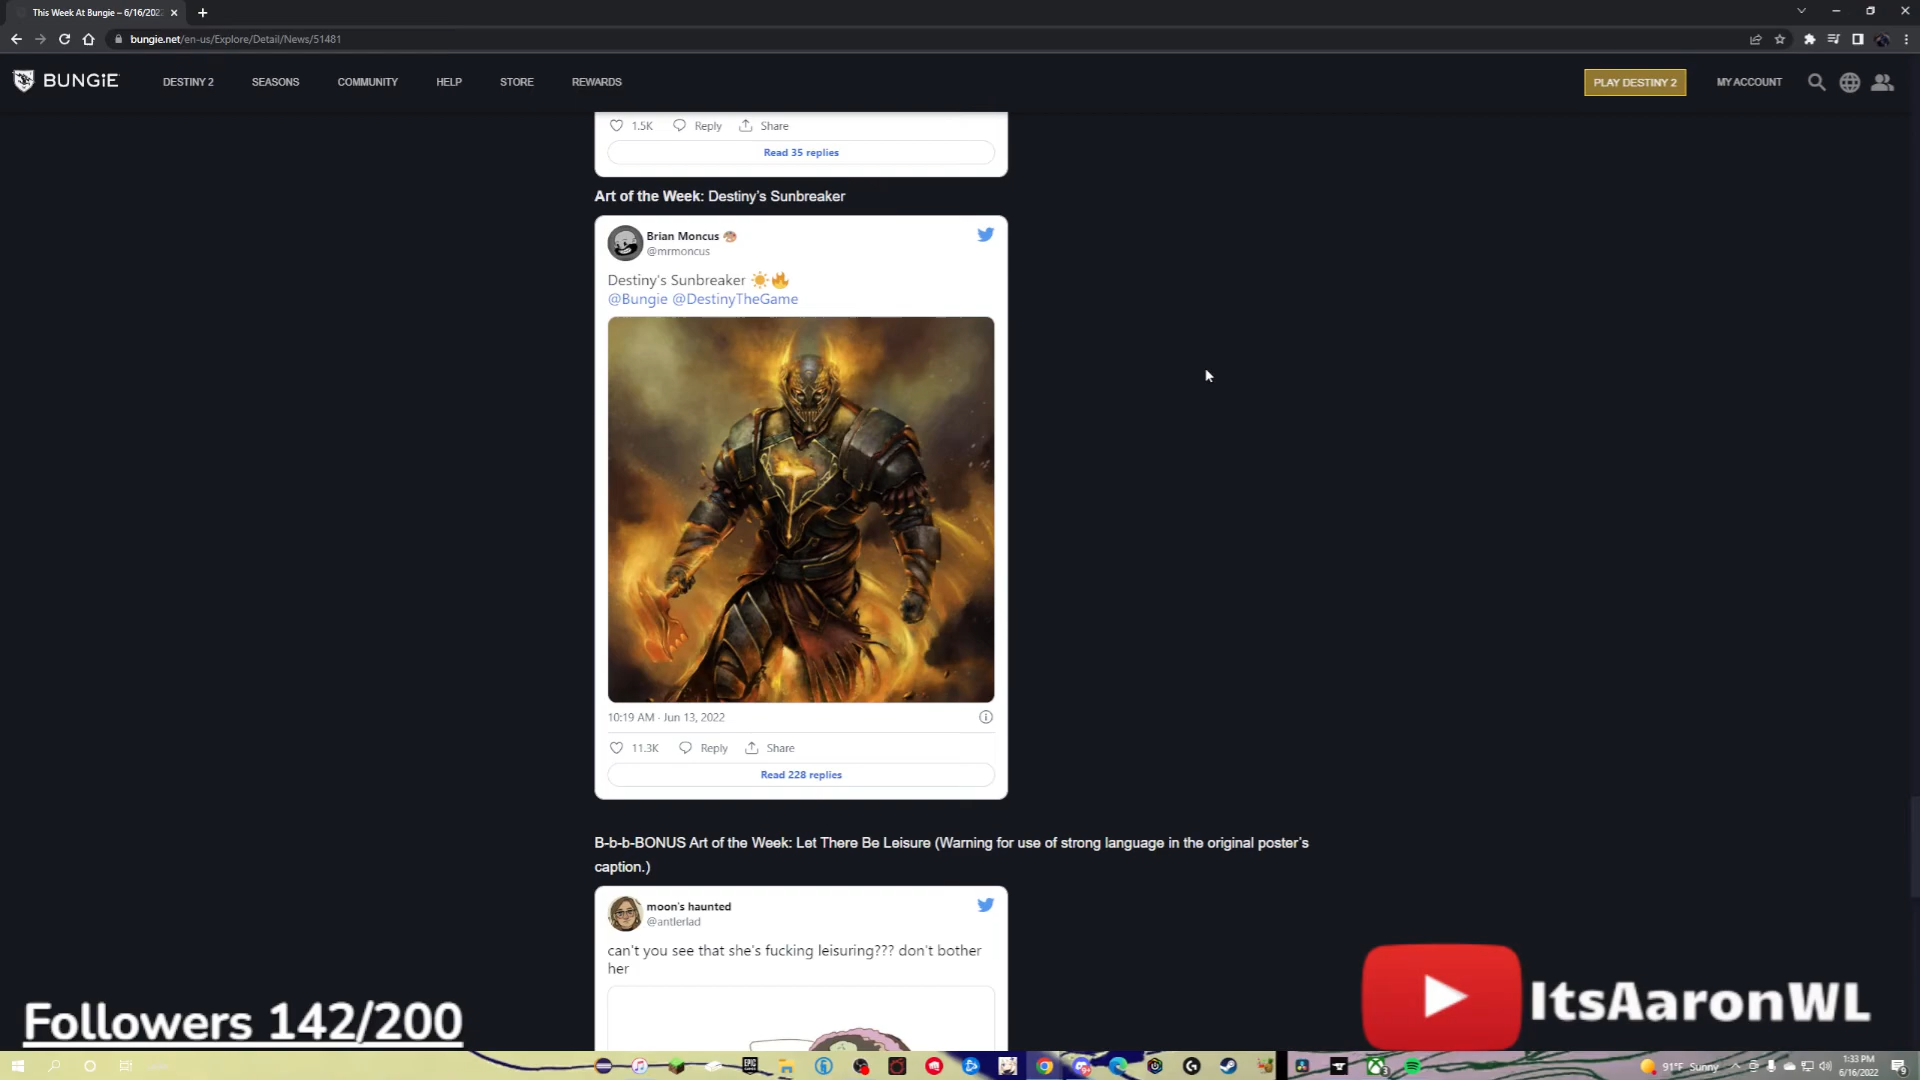 This Week At Bungie – 6/16/202
bungie.net/en-us/Explore/Detail/News/51481
BUNGiE
DESTINY 2
SEASONS
COMMUNITY
HELP
STORE
REWARDS
PLAY DESTINY 2
MY ACCOUNT
1.5K
Reply
Share
Read 35 replies
Art of the Week: Destiny's Sunbreaker
Brian Moncus
@mrmoncus
Destiny's Sunbreaker ☀️🔥
@Bungie @DestinyTheGame
10:19 AM · Jun 13, 2022
11.3K
Reply
Share
Read 228 replies
B-b-b-BONUS Art of the Week: Let There Be Leisure (Warning for use of strong language in the original poster's
caption.)
moon's haunted
@antlerlad
can't you see that she's fucking leisuring??? don't bother
her
Followers 142/200
ItsAaronWL
91°F Sunny
1:33 PM
6/16/2022